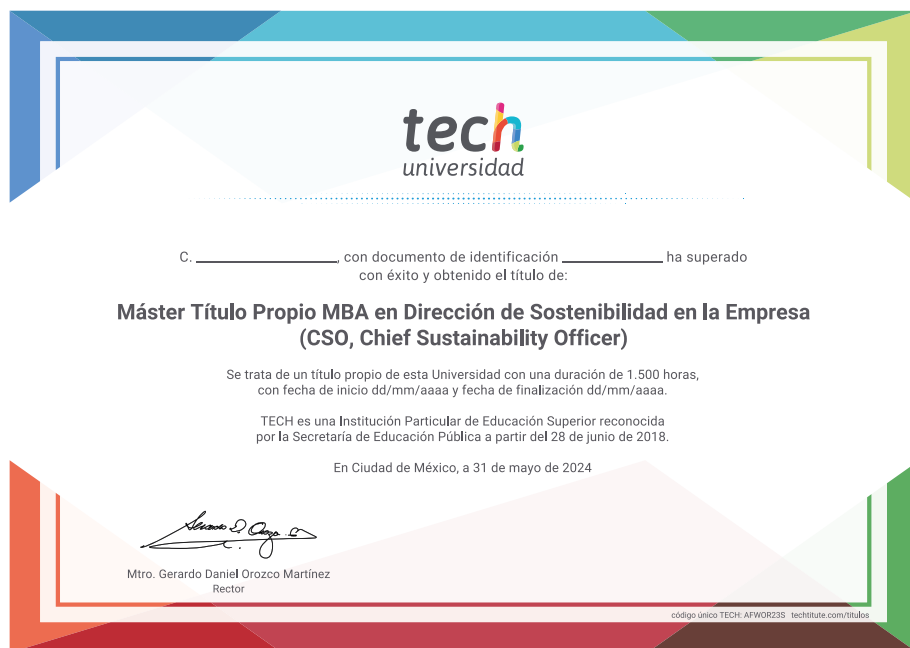 tech
universidad
C. ____________, con documento de identificación ____________ ha superado
con éxito y obtenido el título de:
Máster Título Propio MBA en Dirección de Sostenibilidad en la Empresa
(CSO, Chief Sustainability Officer)
Se trata de un título propio de esta Universidad con una duración de 1.500 horas,
con fecha de inicio dd/mm/aaaa y fecha de finalización dd/mm/aaaa.
TECH es una Institución Particular de Educación Superior reconocida
por la Secretaría de Educación Pública a partir del 28 de junio de 2018.
En Ciudad de México, a 31 de mayo de 2024
Mtro. Gerardo Daniel Orozco Martínez
Rector
código único TECH: AFWOR23S techtitute.com/titulos